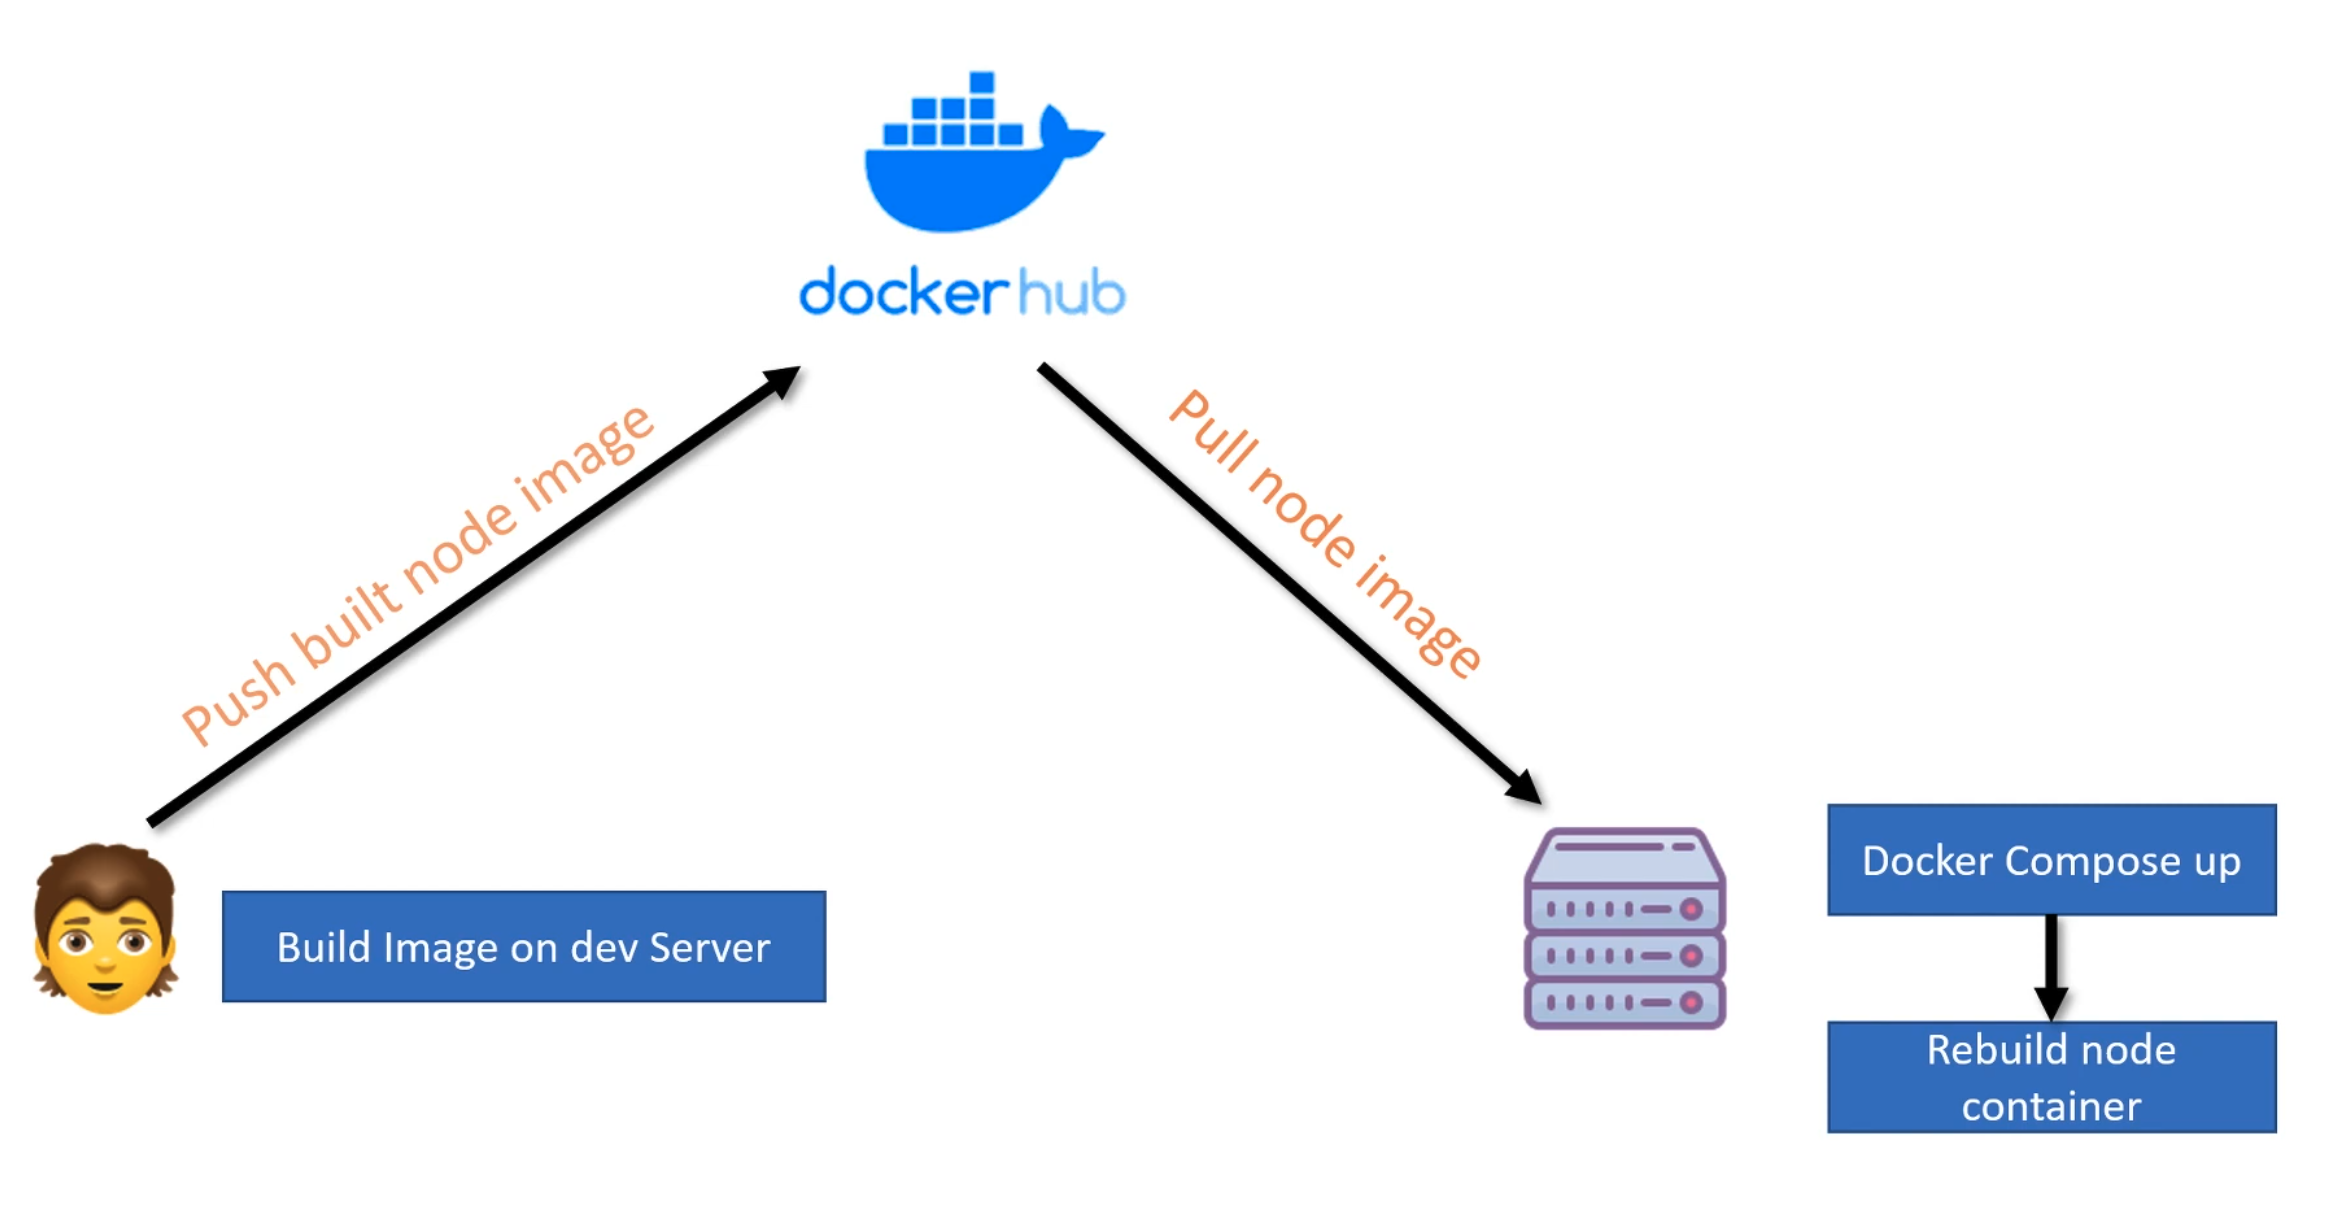 docker hub
Push built node image
Pull node image
Build Image on dev Server
Docker Compose up
Rebuild node
container